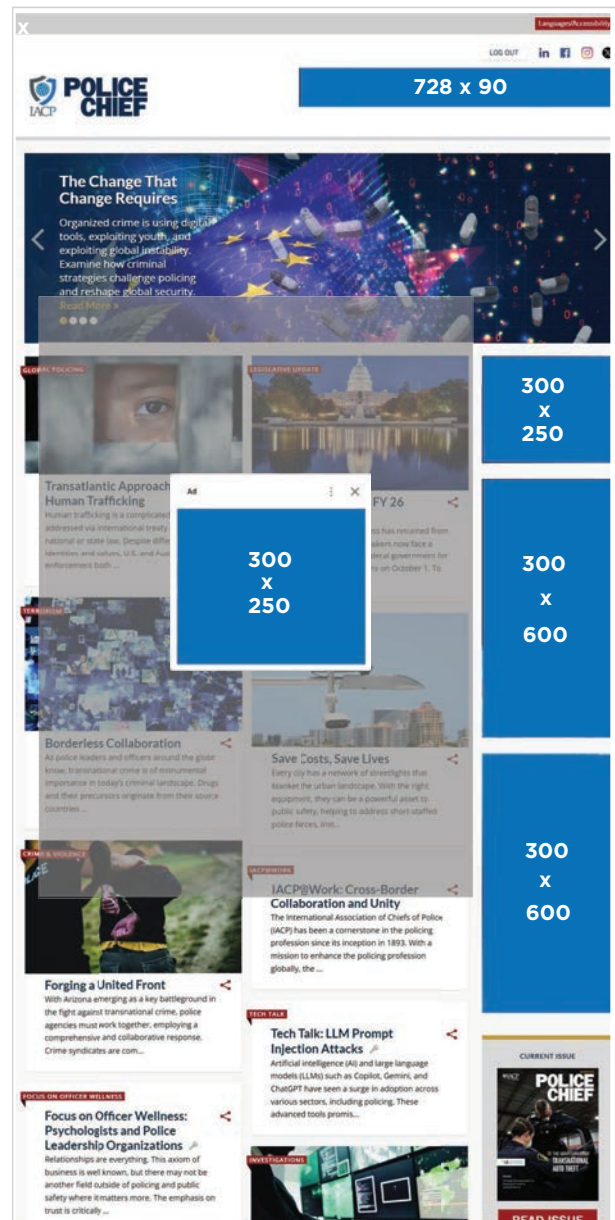 X
Languages/Accessibility
LOG OUT
in
IACP
POLICE
CHIEF
728 x 90
The Change That
Change Requires
Organized crime is using digital
tools, exploiting youth, and
exploiting global instability.
Examine how criminal
strategies challenge policing
and reshape global security.
Read More »
GLOBAL POLICING
Transatlantic Approach
Human Trafficking
Human trafficking is a complicated
addressed via international treaty
national or state law. Despite
identities and values, U.S. and
enforcement both ...
LEGISLATIVE UPDATE
FY 26
has returned from
now face a
government for
on October 1. To
Ad
300
x
250
TERRORISM
Borderless Collaboration
As police leaders and officers around the globe
know, transnational crime is of monumental
importance in today's criminal landscape. Drugs
and their precursors originate from their source
countries ...
Save Costs, Save Lives
Every city has a network of streetlights that
blanket the urban landscape. With the right
equipment, they can be a powerful asset to
public safety, helping to address short-staffed
police forces, inst...
CRIME & VIOLENCE
Forging a United Front
With Arizona emerging as a key battleground in
the fight against transnational crime, police
agencies must work together, employing a
comprehensive and collaborative response.
Crime syndicates are com...
IACP@WORK
IACP@Work: Cross-Border
Collaboration and Unity
The International Association of Chiefs of Police
(IACP) has been a cornerstone in the policing
profession since its inception in 1893. With a
mission to enhance the policing profession
globally, the ...
FOCUS ON OFFICER WELLNESS
Focus on Officer Wellness:
Psychologists and Police
Leadership Organizations
Relationships are everything. This axiom of
business is well known, but there may not be
another field outside of policing and public
safety where it matters more. The emphasis on
trust is critically ...
TECH TALK
Tech Talk: LLM Prompt
Injection Attacks
Artificial intelligence (AI) and large language
models (LLMs) such as Copilot, Gemini, and
ChatGPT have seen a surge in adoption across
various sectors, including policing. These
advanced tools promis...
INVESTIGATIONS
300
x
250
300
x
600
300
x
600
CURRENT ISSUE
POLICE
CHIEF
TRANSNATIONAL
AUTO THEFT
READ ISSUE